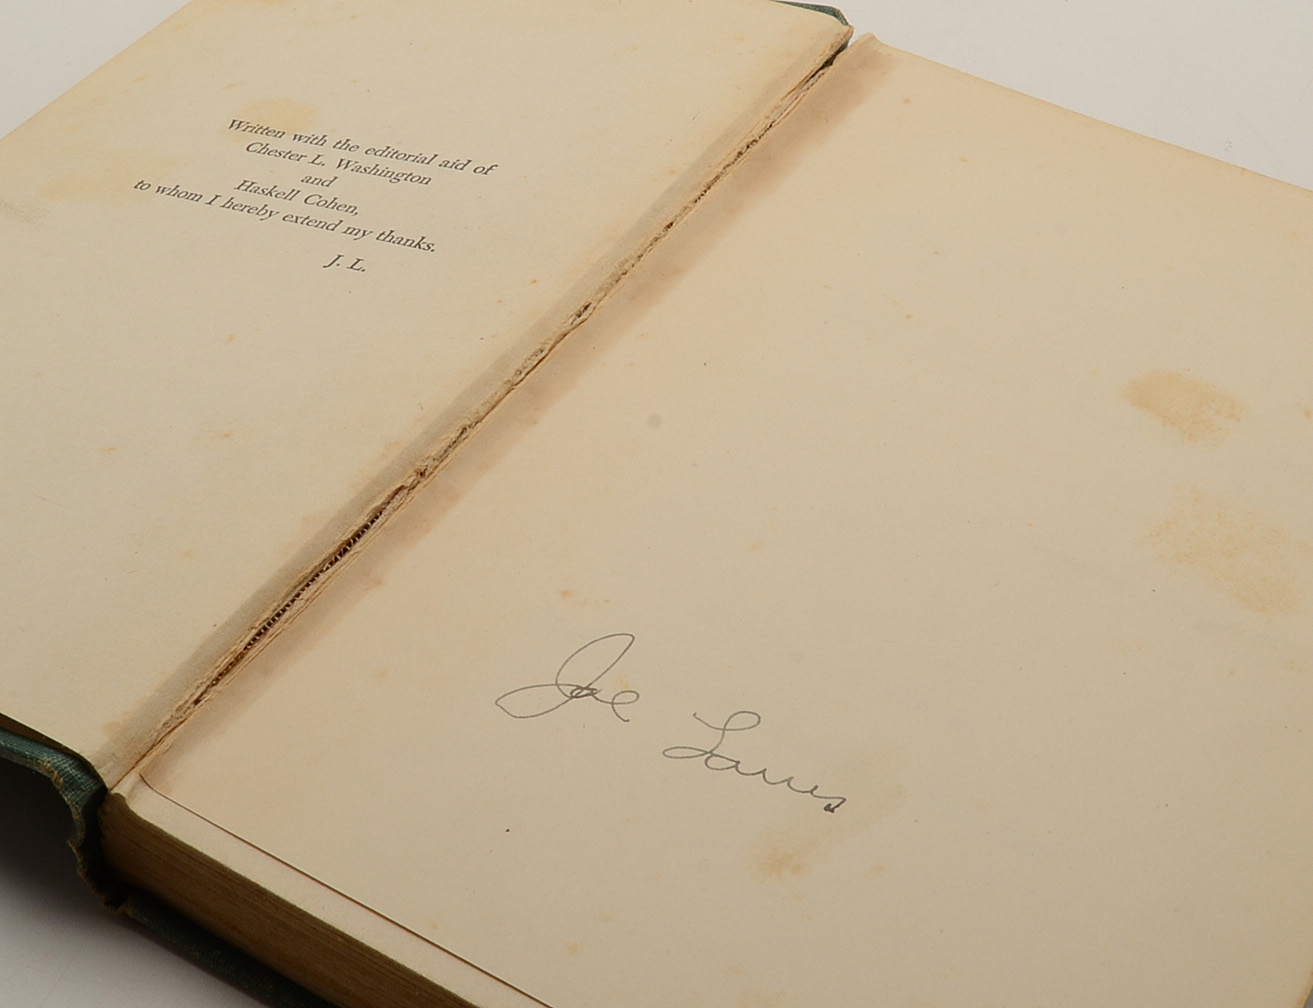 Written with the editorial aid of
Chester L. Washington
and
Haskell Cohen,
to whom I hereby extend my thanks.
J. L.
Joe Louis